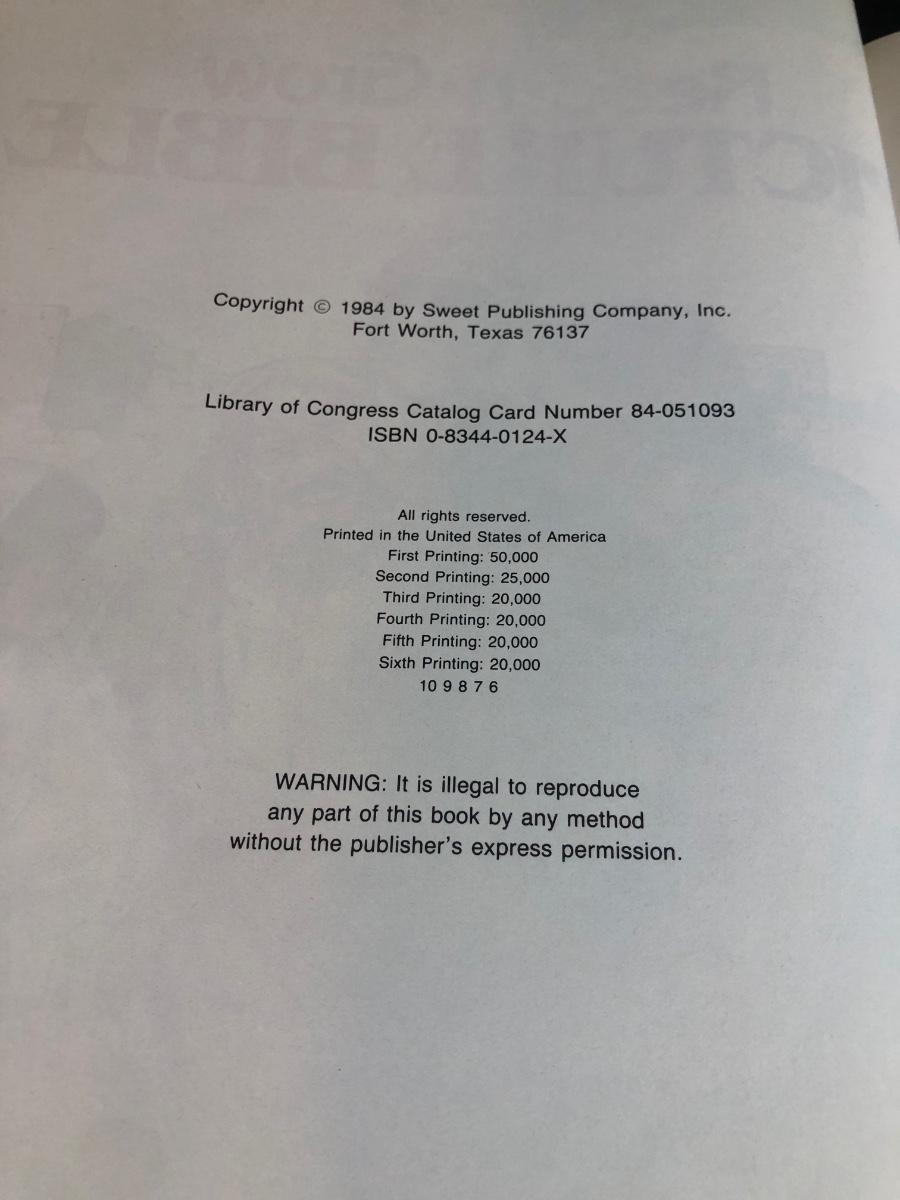 Copyright © 1984 by Sweet Publishing Company, Inc.
Fort Worth, Texas 76137
Library of Congress Catalog Card Number 84-051093
ISBN 0-8344-0124-X
All rights reserved.
Printed in the United States of America
First Printing: 50,000
Second Printing: 25,000
Third Printing: 20,000
Fourth Printing: 20,000
Fifth Printing: 20,000
Sixth Printing: 20,000
10 9 8 7 6
WARNING: It is illegal to reproduce
any part of this book by any method
without the publisher's express permission.